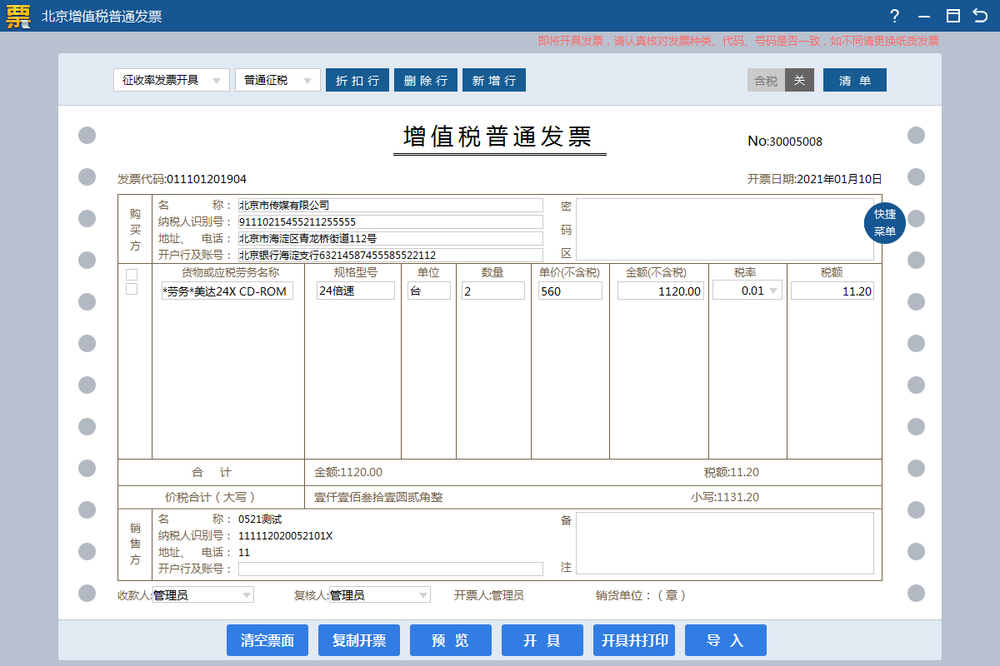 票 北京增值税普通发票 ?
即将开具发票，请认真核对发票种类、代码、号码是否一致，如不同请更换纸质发票
征收率发票开具 普通征税 折扣行 删除行 新增行 含税 关 清单
增值税普通发票
No:30005008
发票代码:011101201904 开票日期:2021年01月10日
购买方
名称：北京市传媒有限公司
纳税人识别号：91110215455211255555
地址、电话：北京市海淀区青龙桥街道112号
开户行及账号：北京银行海淀支行63214587455585522112
密码区
快捷
菜单
货物或应税劳务名称 规格型号 单位 数量 单价(不含税) 金额(不含税) 税率 税额
*劳务*美达24X CD-ROM 24倍速 台 2 560 1120.00 0.01 11.20
合计 金额:1120.00 税额:11.20
价税合计（大写） 壹仟壹佰叁拾壹圆贰角整 小写:1131.20
销售方
名称：0521测试
纳税人识别号：111112020052101X
地址、电话：11
开户行及账号：
备注
收款人:管理员 复核人:管理员 开票人:管理员 销货单位：（章）
清空票面 复制开票 预览 开具 开具并打印 导入